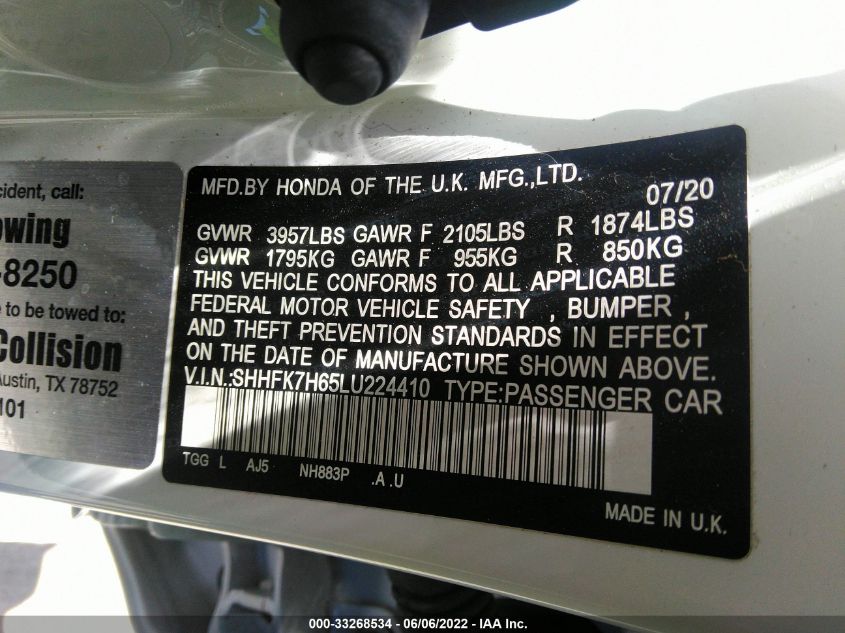 cident, call:
owing
-8250
e to be towed to:
Collision
Austin, TX 78752
101
MFD.BY HONDA OF THE U.K. MFG.,LTD. 07/20
GVWR 3957LBS GAWR F 2105LBS R 1874LBS
GVWR 1795KG GAWR F 955KG R 850KG
THIS VEHICLE CONFORMS TO ALL APPLICABLE
FEDERAL MOTOR VEHICLE SAFETY , BUMPER ,
AND THEFT PREVENTION STANDARDS IN EFFECT
ON THE DATE OF MANUFACTURE SHOWN ABOVE.
V.I.N.:SHHFK7H65LU224410 TYPE:PASSENGER CAR
TGG L AJ5 NH883P .A .U
MADE IN U.K.
000-33268534 - 06/06/2022 - IAA Inc.